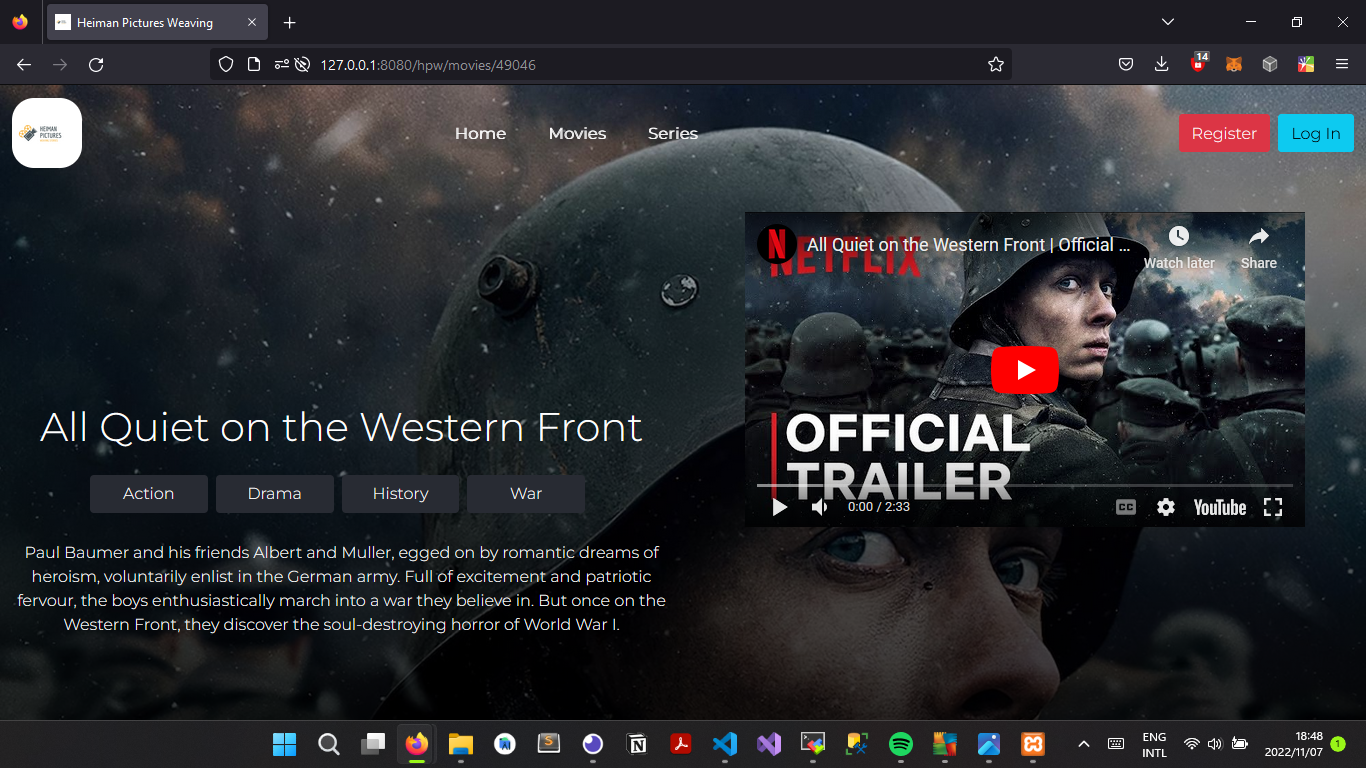 Heiman Pictures Weaving
127.0.0.1:8080/hpw/movies/49046
14
HEIMAN
PICTURES
Home
Movies
Series
Register
Log In
NETFLIX
All Quiet on the Western Front | Official ...
Watch later
Share
OFFICIAL
TRAILER
0:00 / 2:33
CC
YouTube
All Quiet on the Western Front
Action
Drama
History
War
Paul Baumer and his friends Albert and Muller, egged on by romantic dreams of
heroism, voluntarily enlist in the German army. Full of excitement and patriotic
fervour, the boys enthusiastically march into a war they believe in. But once on the
Western Front, they discover the soul-destroying horror of World War I.
ENG
INTL
18:48
2022/11/07
1